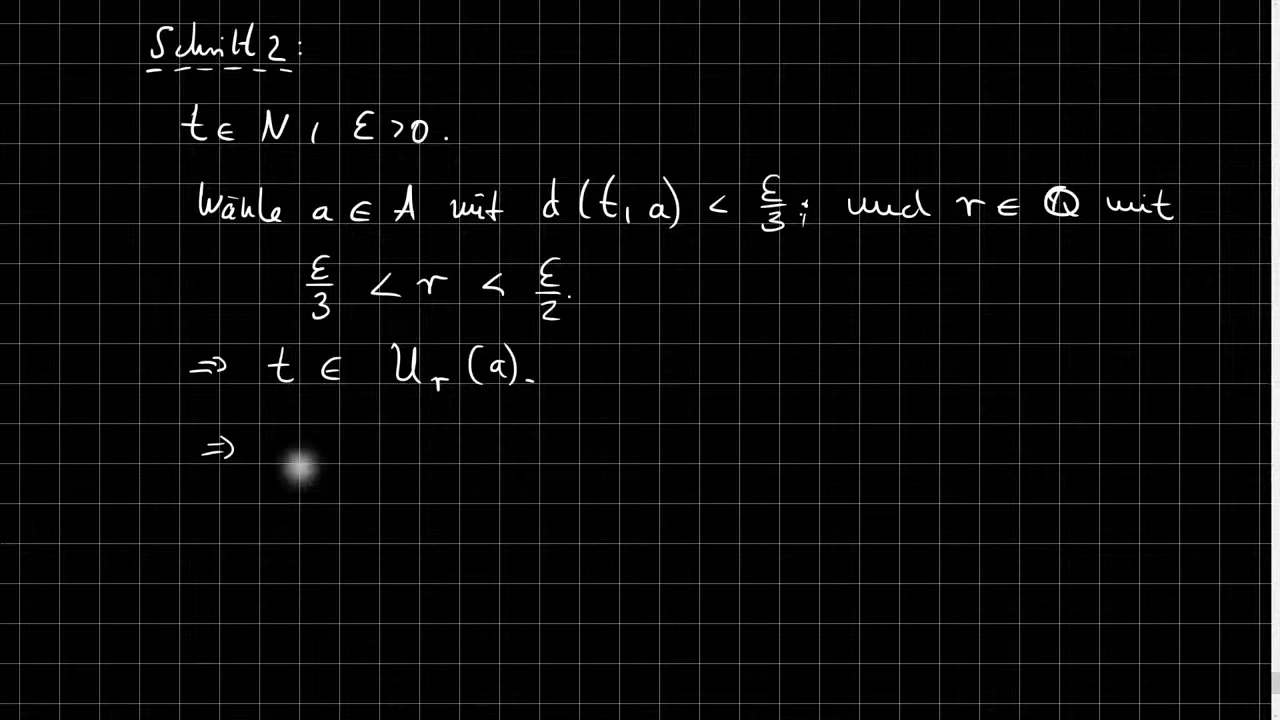 Schritt 2:
t ∈ N, ε > 0.
Wähle a ∈ A mit d(t, a) < ε/3; und r ∈ ℚ mit
ε/3 < r < ε/2.
⇒ t ∈ U_r(a).
⇒